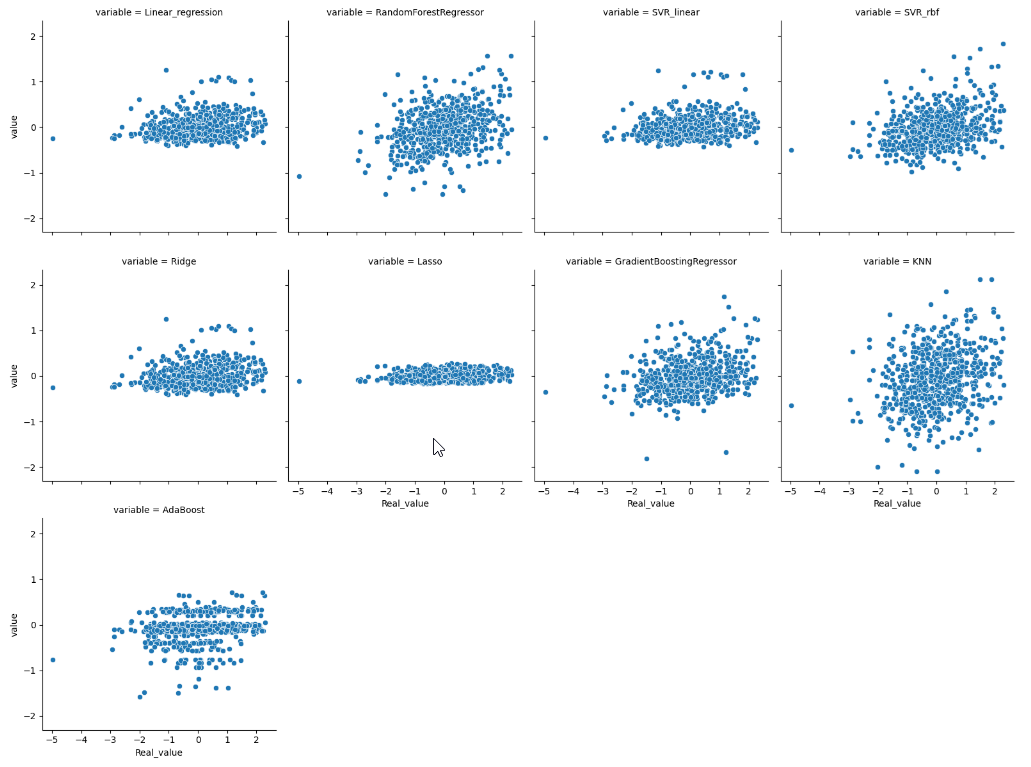 variable = Linear_regression
variable = RandomForestRegressor
variable = SVR_linear
variable = SVR_rbf
2
1
0
−1
−2
value
variable = Ridge
variable = Lasso
variable = GradientBoostingRegressor
variable = KNN
2
1
0
−1
−2
value
−5 −4 −3 −2 −1 0 1 2
Real_value
−5 −4 −3 −2 −1 0 1 2
Real_value
−5 −4 −3 −2 −1 0 1 2
Real_value
variable = AdaBoost
2
1
0
−1
−2
value
−5 −4 −3 −2 −1 0 1 2
Real_value